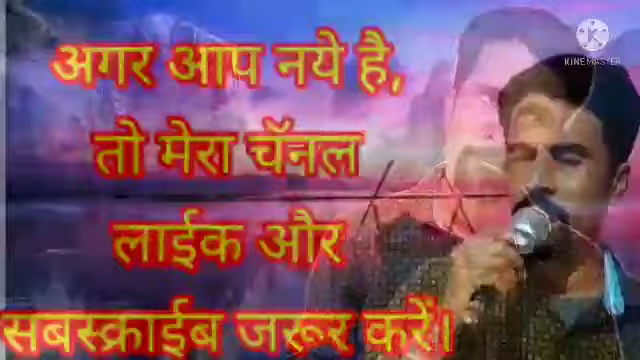 अगर आप नये है,
तो मेरा चॅनल
लाईक और
सबस्क्राईब जरूर करें।
KINEMASTER